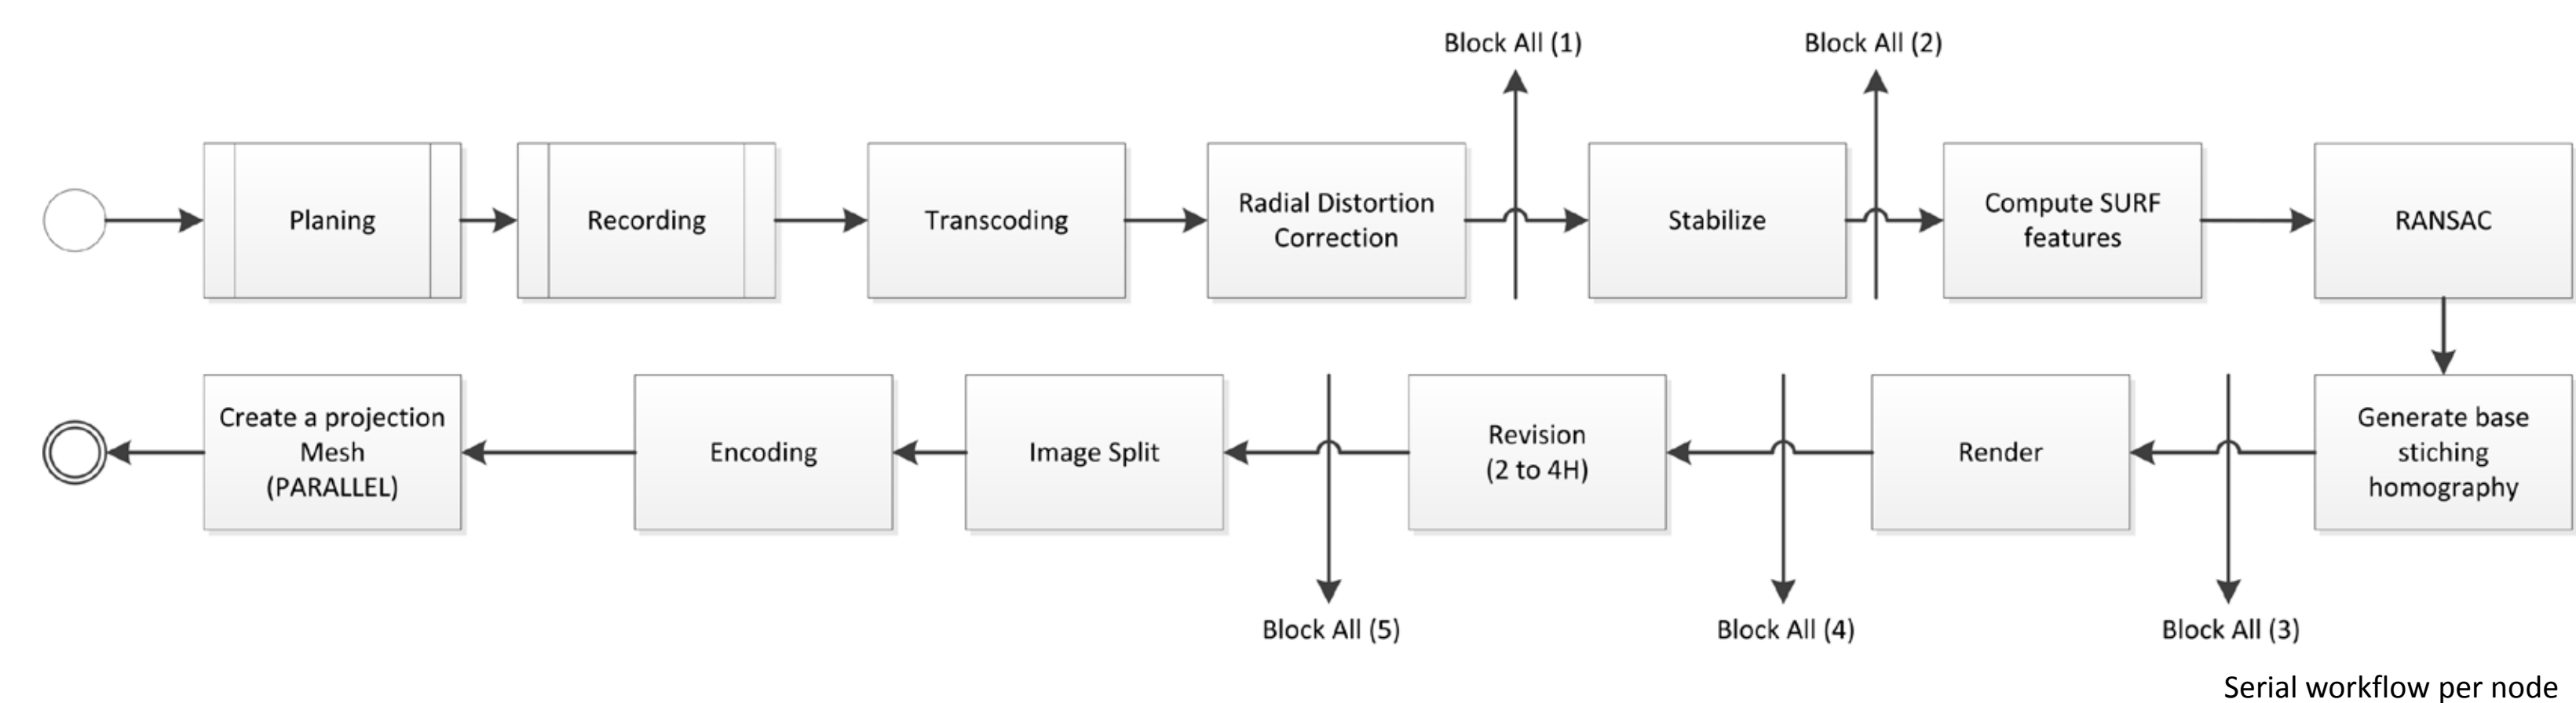 Block All (1)
Block All (2)
Planing
Recording
Transcoding
Radial Distortion
Correction
Stabilize
Compute SURF
features
RANSAC
Generate base
stiching
homography
Render
Revision
(2 to 4H)
Image Split
Encoding
Create a projection
Mesh
(PARALLEL)
Block All (5)
Block All (4)
Block All (3)
Serial workflow per node